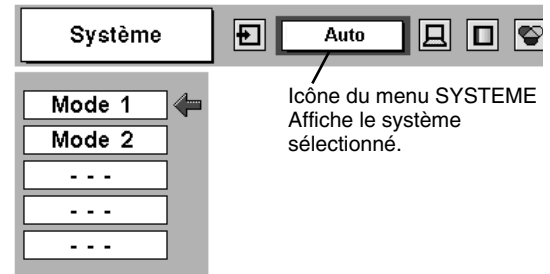 Système
Auto
Mode 1
Mode 2
- - -
- - -
- - -
Icône du menu SYSTEME
Affiche le système
sélectionné.